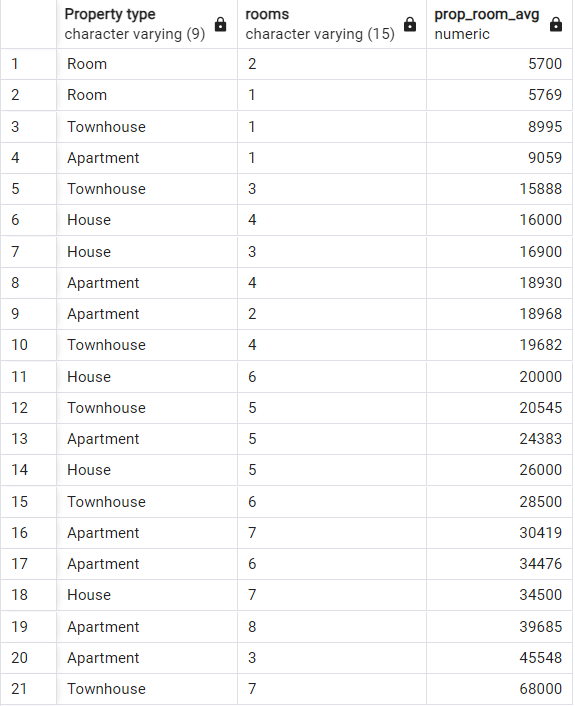 Property type rooms prop_room_avg
character varying (9) character varying (15) numeric
1 Room 2 5700
2 Room 1 5769
3 Townhouse 1 8995
4 Apartment 1 9059
5 Townhouse 3 15888
6 House 4 16000
7 House 3 16900
8 Apartment 4 18930
9 Apartment 2 18968
10 Townhouse 4 19682
11 House 6 20000
12 Townhouse 5 20545
13 Apartment 5 24383
14 House 5 26000
15 Townhouse 6 28500
16 Apartment 7 30419
17 Apartment 6 34476
18 House 7 34500
19 Apartment 8 39685
20 Apartment 3 45548
21 Townhouse 7 68000